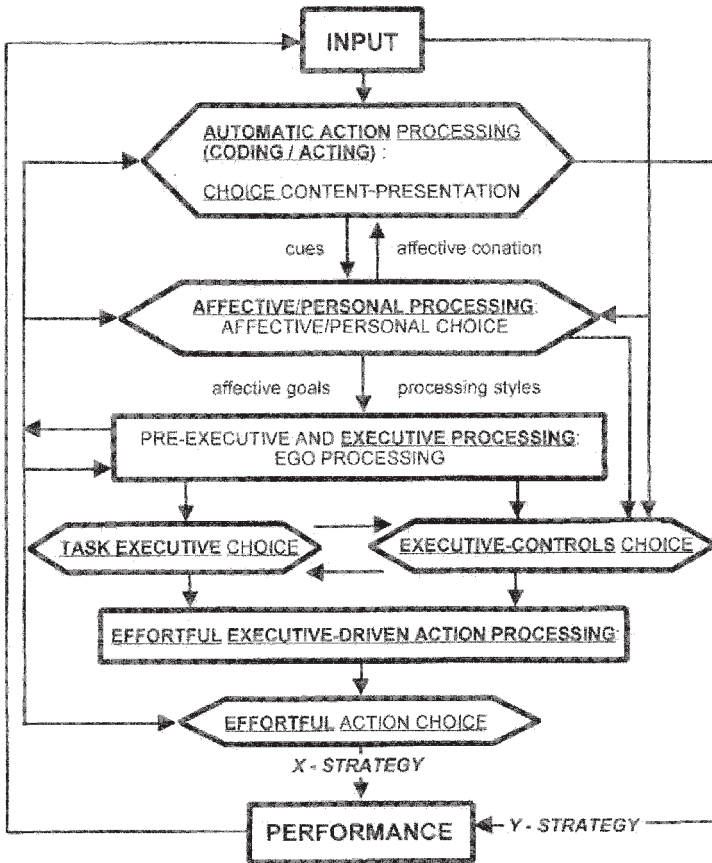 INPUT
AUTOMATIC ACTION PROCESSING
(CODING / ACTING) :
CHOICE CONTENT-PRESENTATION
cues
affective conation
AFFECTIVE/PERSONAL PROCESSING:
AFFECTIVE/PERSONAL CHOICE
affective goals
processing styles
PRE-EXECUTIVE AND EXECUTIVE PROCESSING:
EGO PROCESSING
TASK EXECUTIVE CHOICE
EXECUTIVE-CONTROLS CHOICE
EFFORTFUL EXECUTIVE-DRIVEN ACTION PROCESSING
EFFORTFUL ACTION CHOICE
X - STRATEGY
PERFORMANCE
Y - STRATEGY